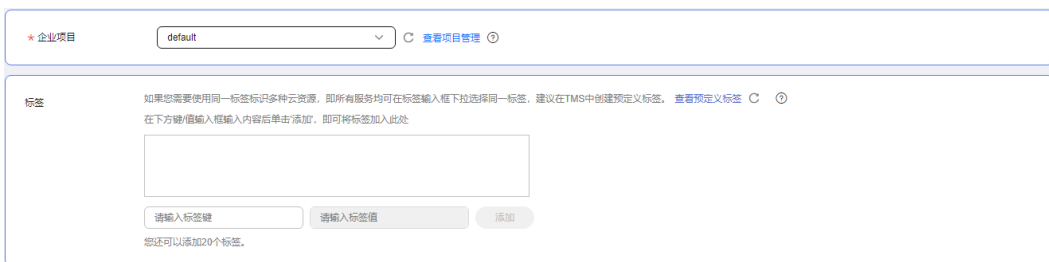 * 企业项目 default 查看项目管理 ?
标签 如果您需要使用同一标签标识多种云资源，即所有服务均可在标签输入框下拉选择同一标签，建议在TMS中创建预定义标签。 查看预定义标签 ?
在下方键/值输入框输入内容后单击'添加'，即可将标签加入此处
请输入标签键 请输入标签值 添加
您还可以添加20个标签。